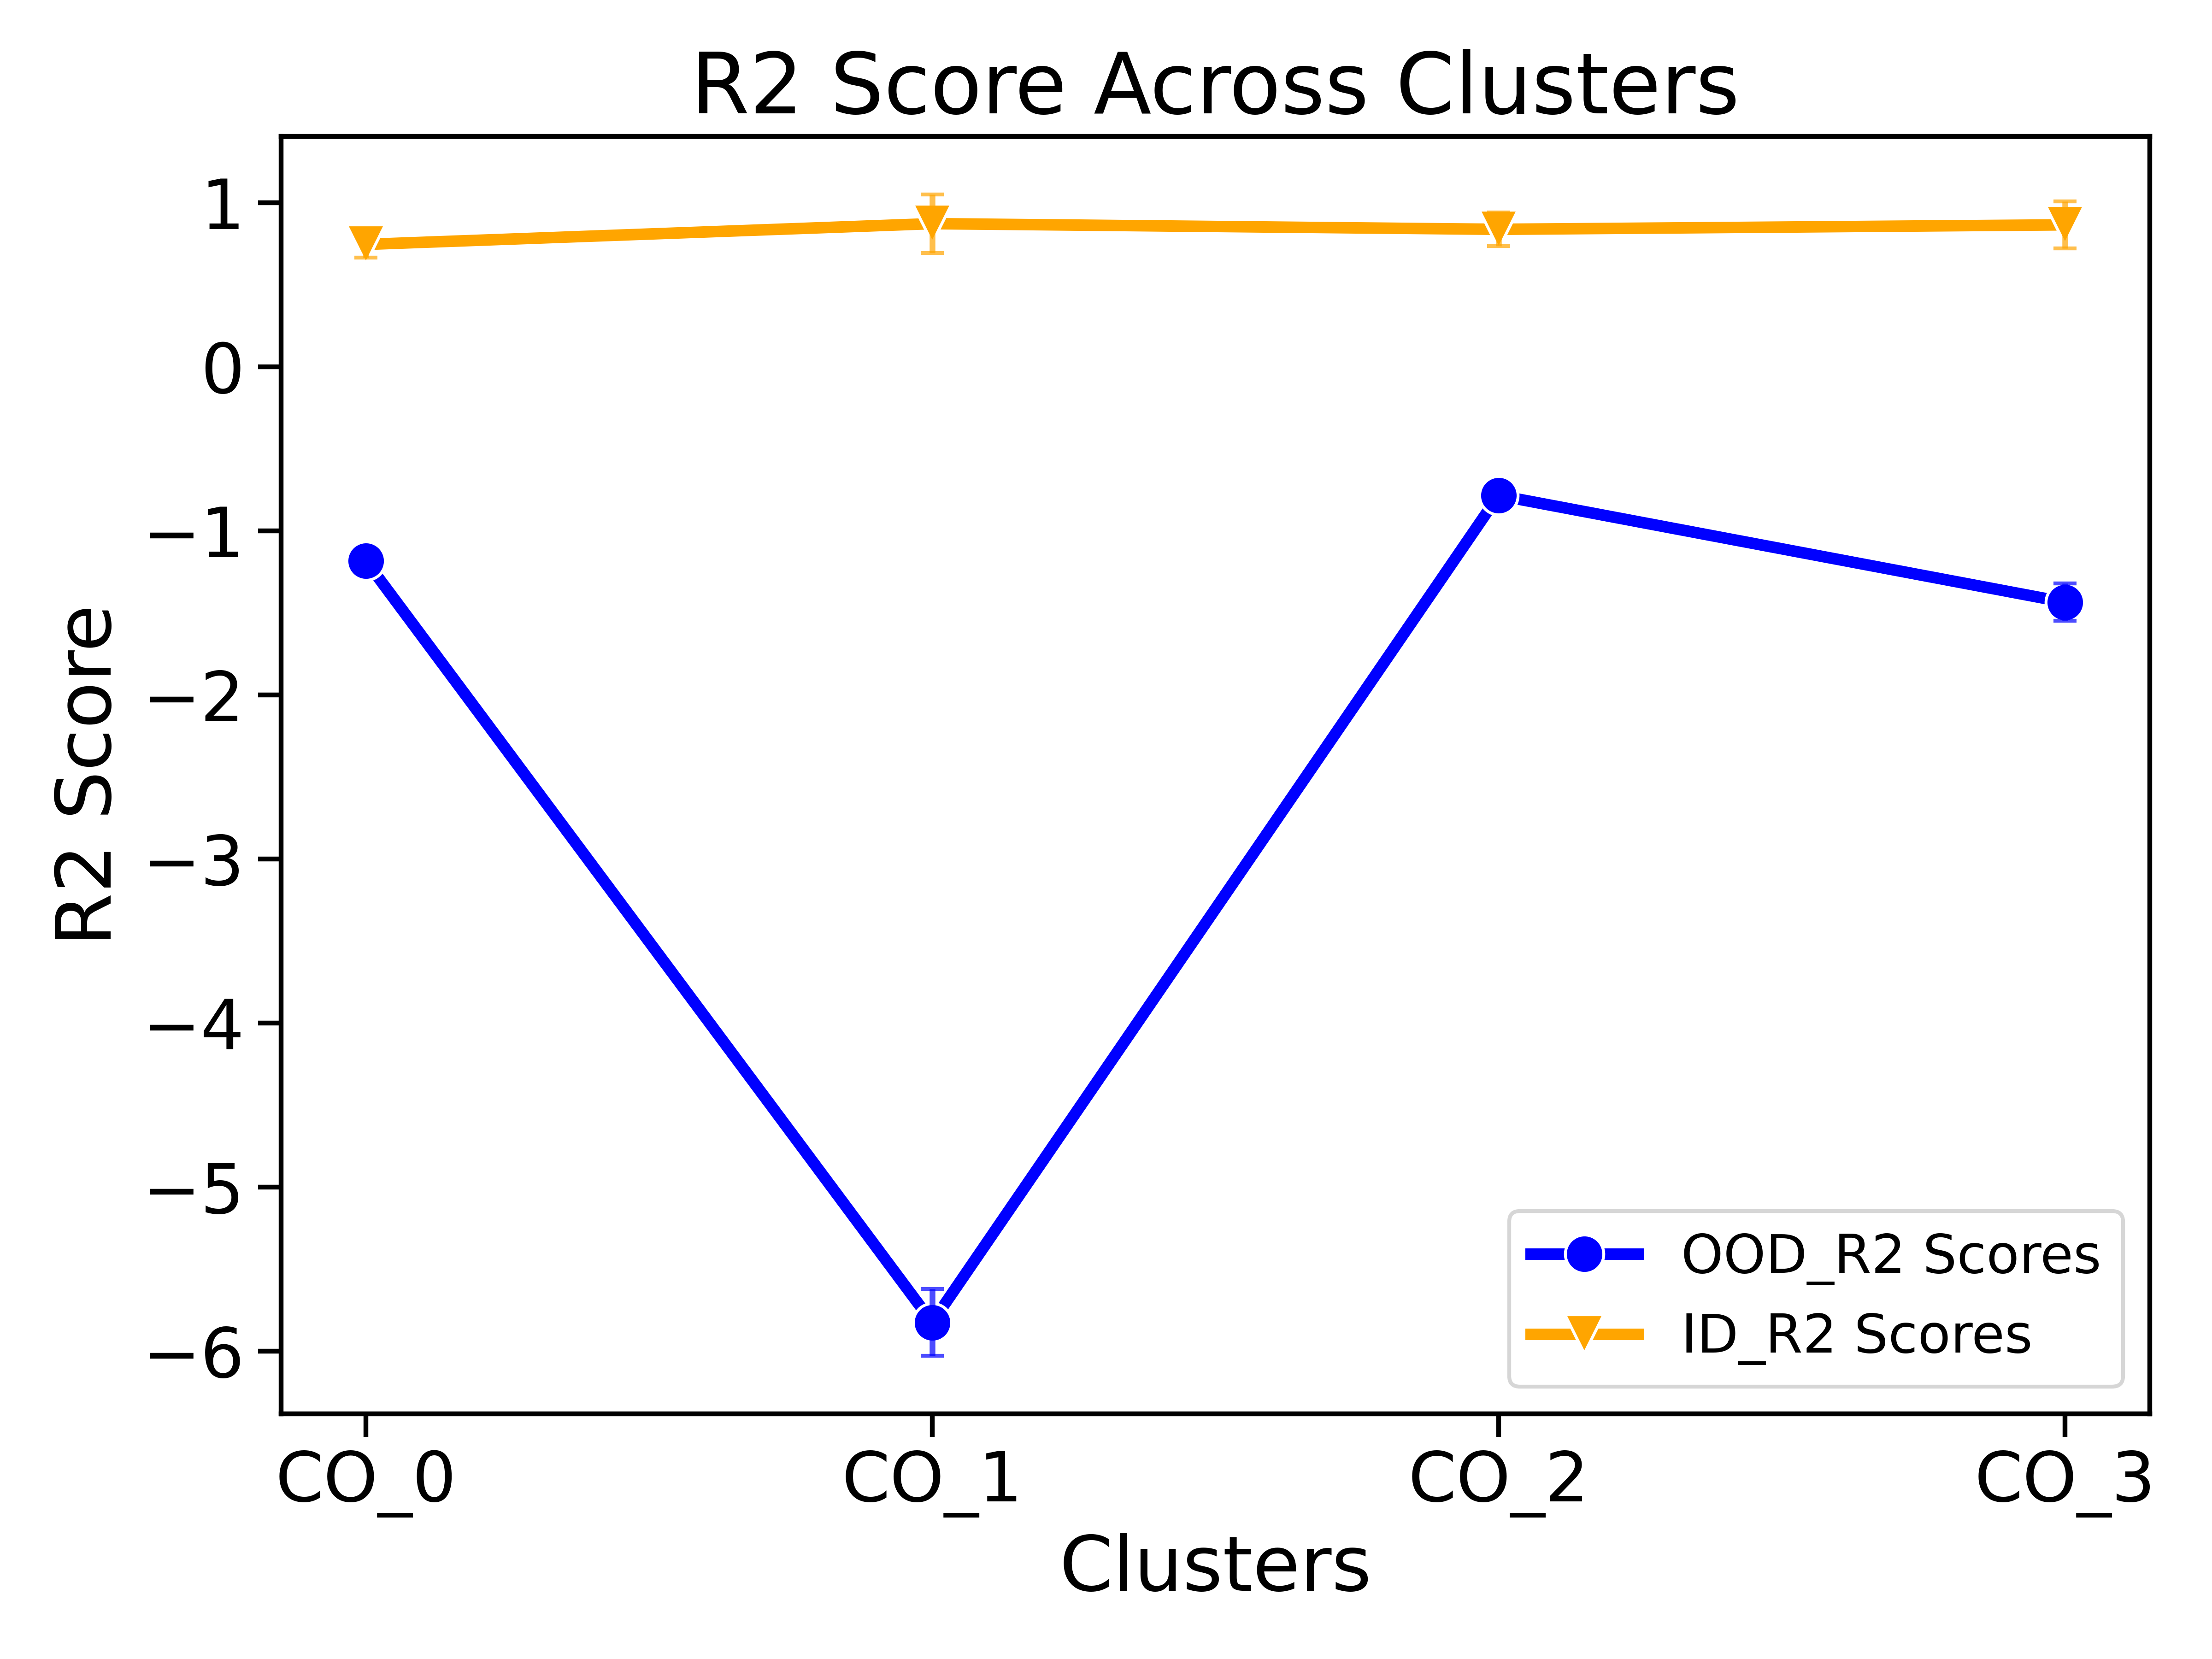 R2 Score Across Clusters
R2 Score
1
0
−1
−2
−3
−4
−5
−6
OOD_R2 Scores
ID_R2 Scores
CO_0 CO_1 CO_2 CO_3
Clusters